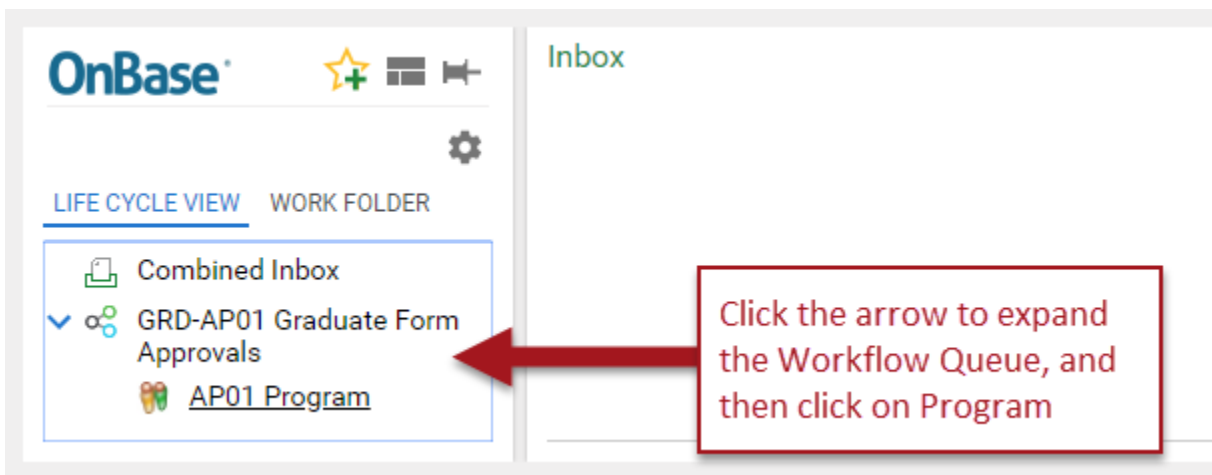 OnBase
Inbox
LIFE CYCLE VIEW WORK FOLDER
Combined Inbox
GRD-AP01 Graduate Form
Approvals
AP01 Program
Click the arrow to expand
the Workflow Queue, and
then click on Program